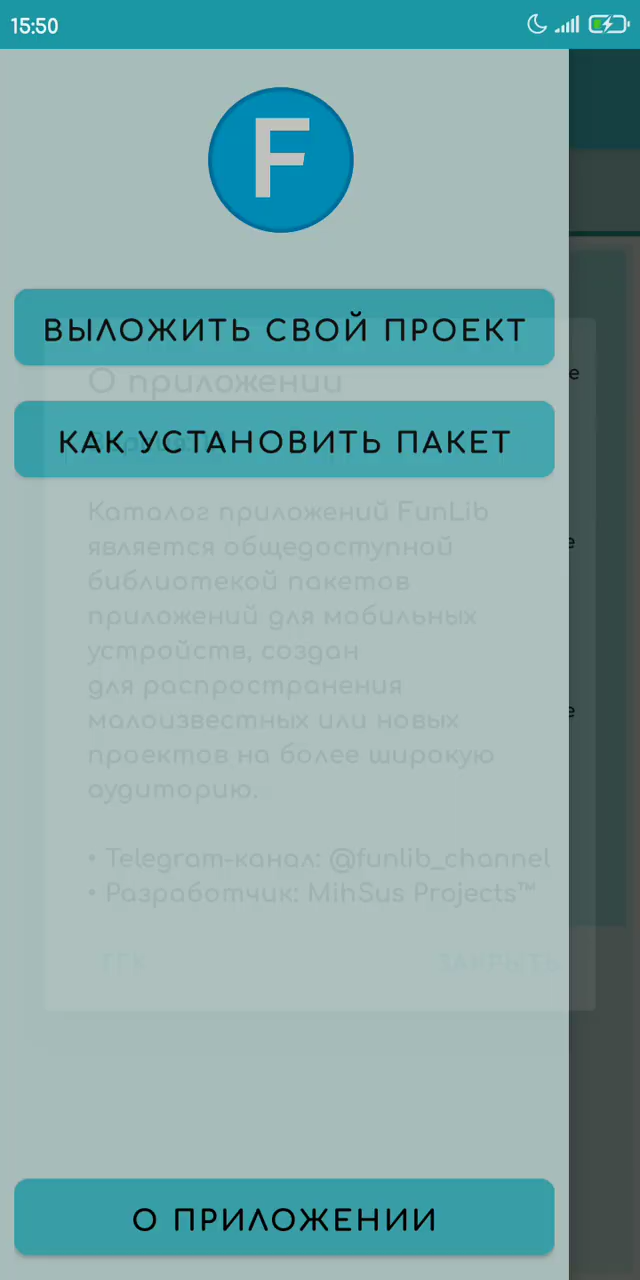 15:50
F
ВЫЛОЖИТЬ СВОЙ ПРОЕКТ
е
О приложении
КАК УСТАНОВИТЬ ПАКЕТ
Каталог приложений FunLib
является общедоступной
е
библиотекой пакетов
приложений для мобильных
устройств, создан
для распространения
е
малоизвестных или новых
проектов на более широкую
аудиторию.
• Telegram-канал: @funlib_channel
• Разработчик: MihSus Projects™
ТГК
ЗАКРЫТЬ
О ПРИЛОЖЕНИИ